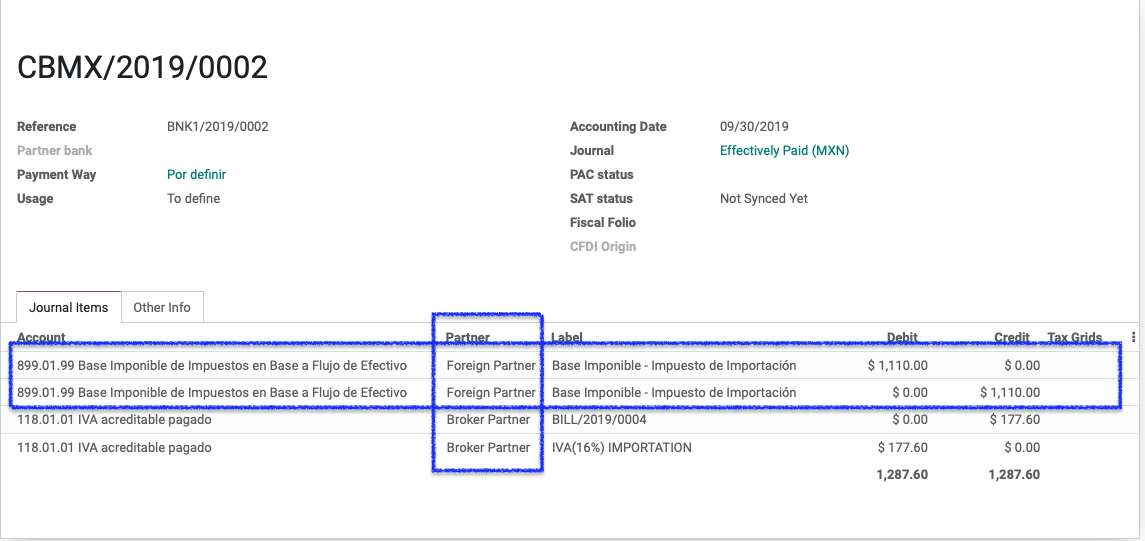 CBMX/2019/0002
Reference BNK1/2019/0002 Accounting Date 09/30/2019
Partner bank Journal Effectively Paid (MXN)
Payment Way Por definir PAC status
Usage To define SAT status Not Synced Yet
Fiscal Folio
CFDI Origin
Journal Items Other Info
Account Partner Label Debit Credit Tax Grids
899.01.99 Base Imponible de Impuestos en Base a Flujo de Efectivo Foreign Partner Base Imponible - Impuesto de Importación $ 1,110.00 $ 0.00
899.01.99 Base Imponible de Impuestos en Base a Flujo de Efectivo Foreign Partner Base Imponible - Impuesto de Importación $ 0.00 $ 1,110.00
118.01.01 IVA acreditable pagado Broker Partner BILL/2019/0004 $ 0.00 $ 177.60
118.01.01 IVA acreditable pagado Broker Partner IVA(16%) IMPORTATION $ 177.60 $ 0.00
1,287.60 1,287.60